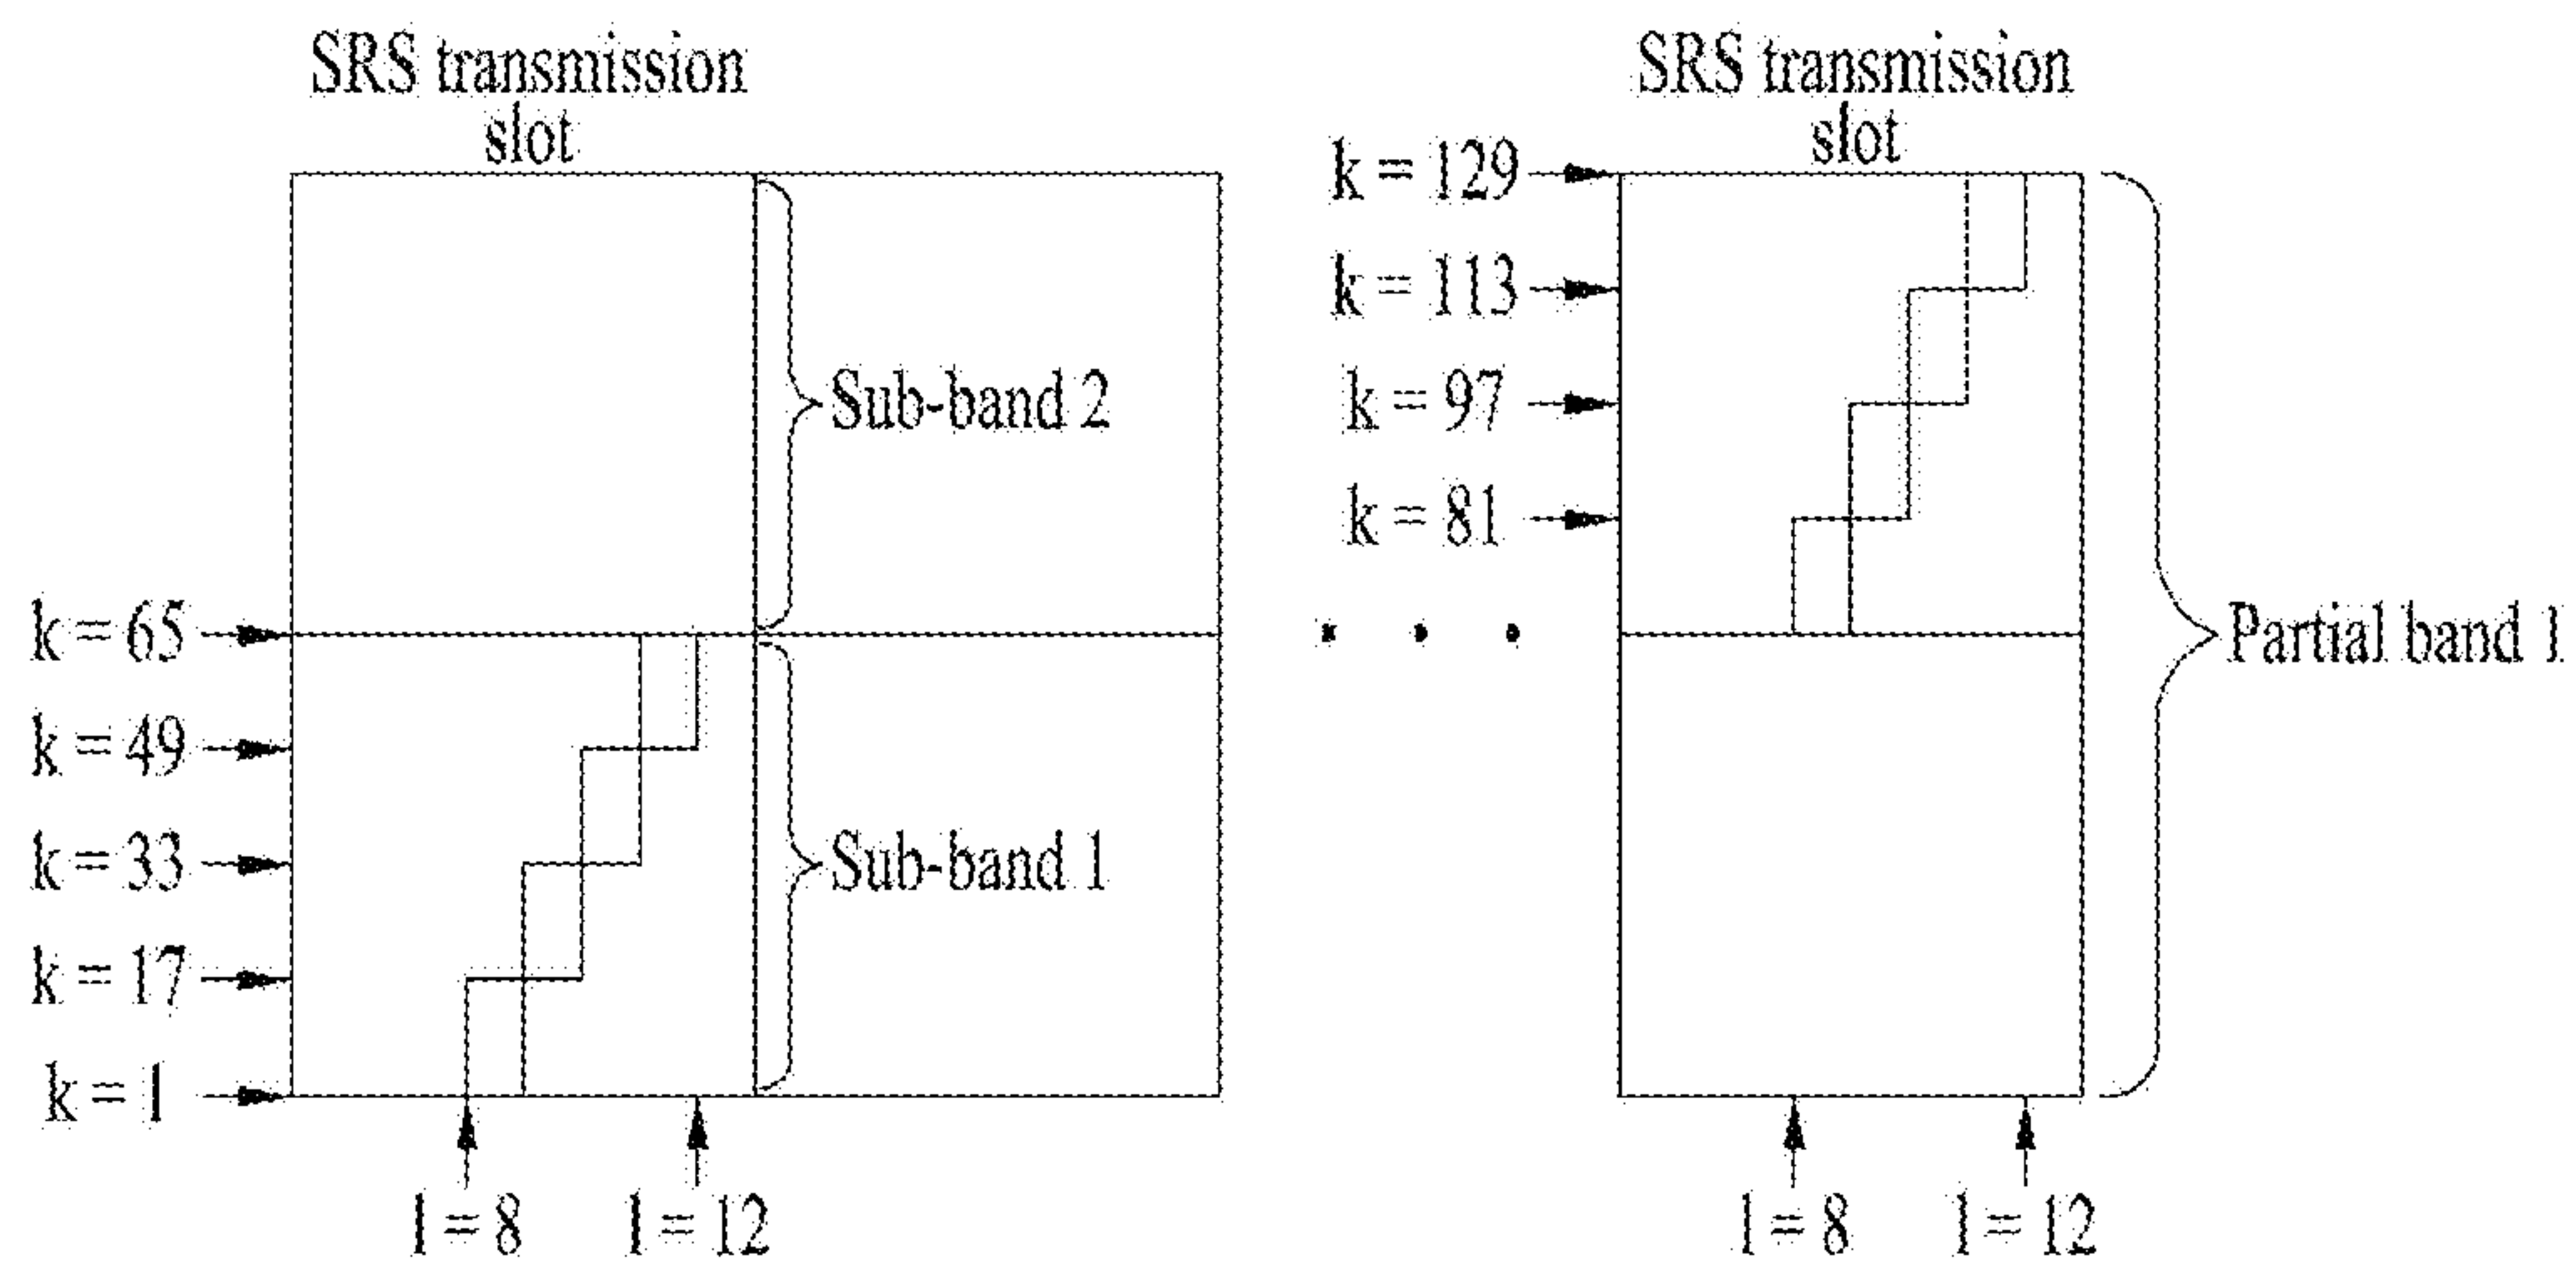 SRS transmission
slot
Sub-band 2
k = 65
k = 49
Sub-band 1
k = 33
k = 17
k = 1
l = 8
l = 12
SRS transmission
slot
k = 129
k = 113
k = 97
k = 81
Partial band 1
l = 8
l = 12